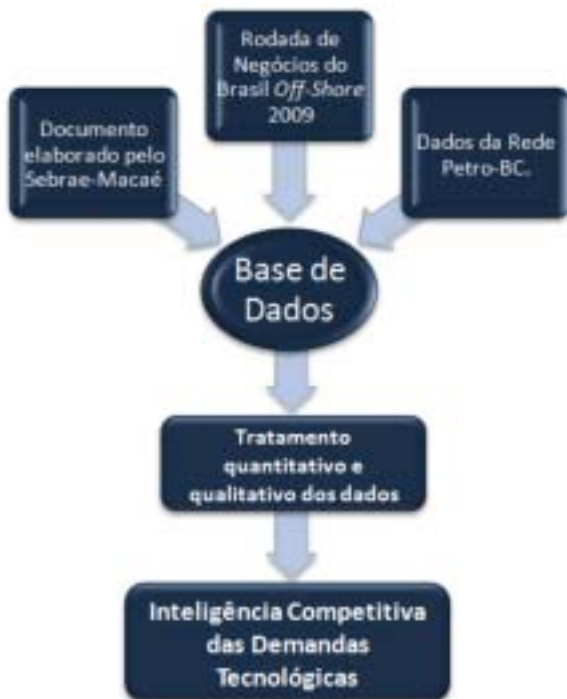 Rodada de
Negócios do
Brasil Off-Shore
2009
Documento
elaborado pelo
Sebrae-Macaé
Dados da Rede
Petro-BC.
Base de
Dados
Tratamento
quantitativo e
qualitativo dos dados
Inteligência Competitiva
das Demandas
Tecnológicas